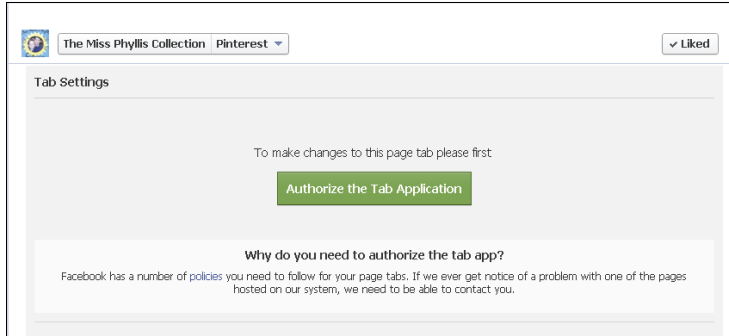 The Miss Phyllis Collection Pinterest
Liked
Tab Settings
To make changes to this page tab please first
Authorize the Tab Application
Why do you need to authorize the tab app?
Facebook has a number of policies you need to follow for your page tabs. If we ever get notice of a problem with one of the pages
hosted on our system, we need to be able to contact you.